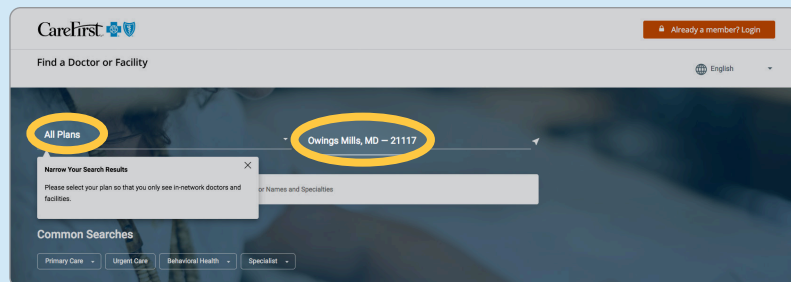 CareFirst
Already a member? Login
Find a Doctor or Facility
English
All Plans
Owings Mills, MD — 21117
Narrow Your Search Results
Please select your plan so that you only see in-network doctors and
facilities.
or Names and Specialties
Common Searches
Primary Care
Urgent Care
Behavioral Health
Specialist